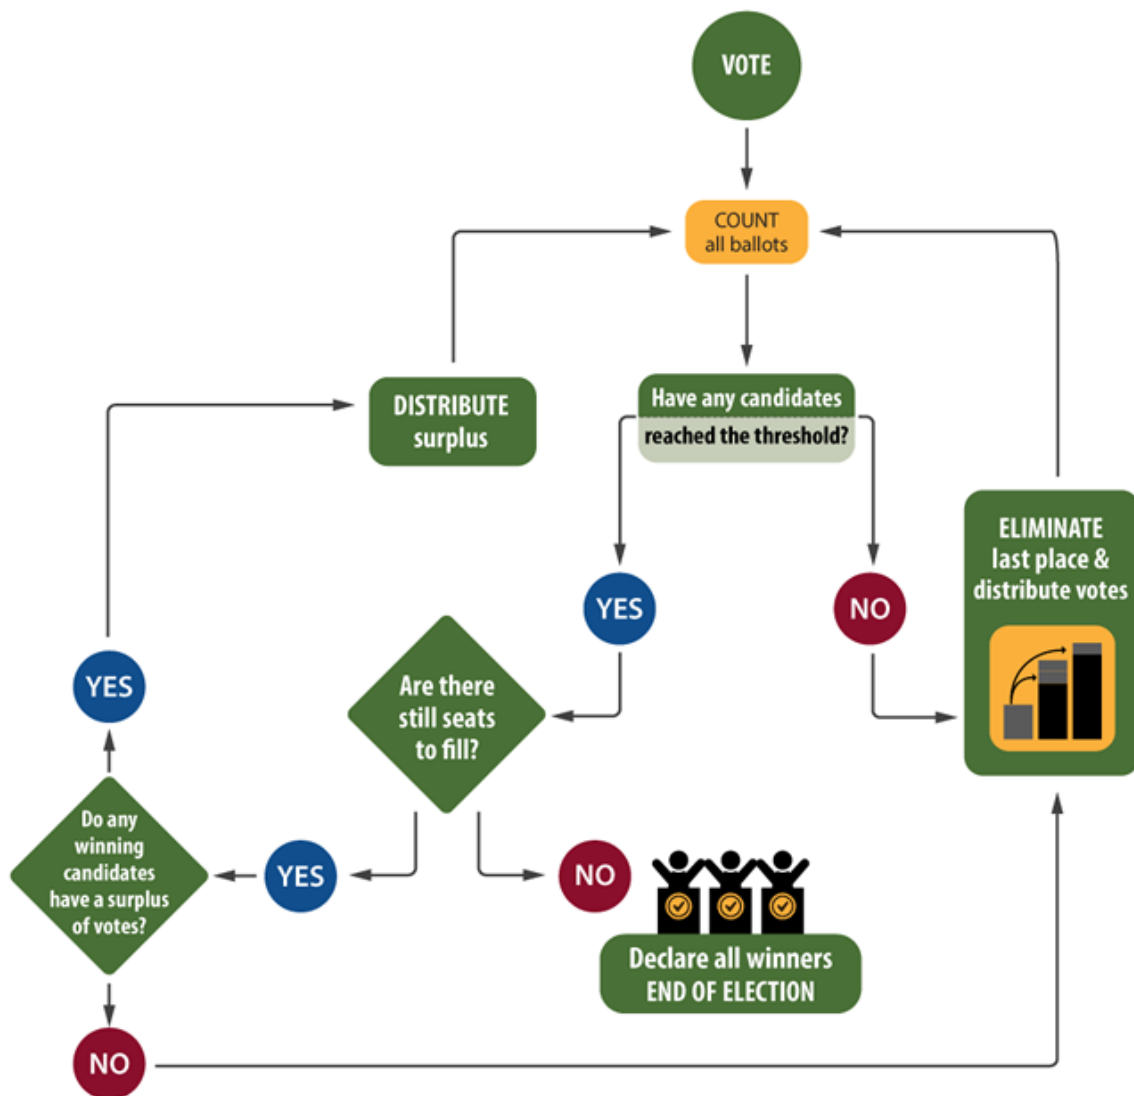 VOTE
COUNT
all ballots
Have any candidates
reached the threshold?
DISTRIBUTE
surplus
ELIMINATE
last place &
distribute votes
YES
NO
Are there
still seats
to fill?
YES
Do any
winning
candidates
have a surplus
of votes?
YES
NO
Declare all winners
END OF ELECTION
NO